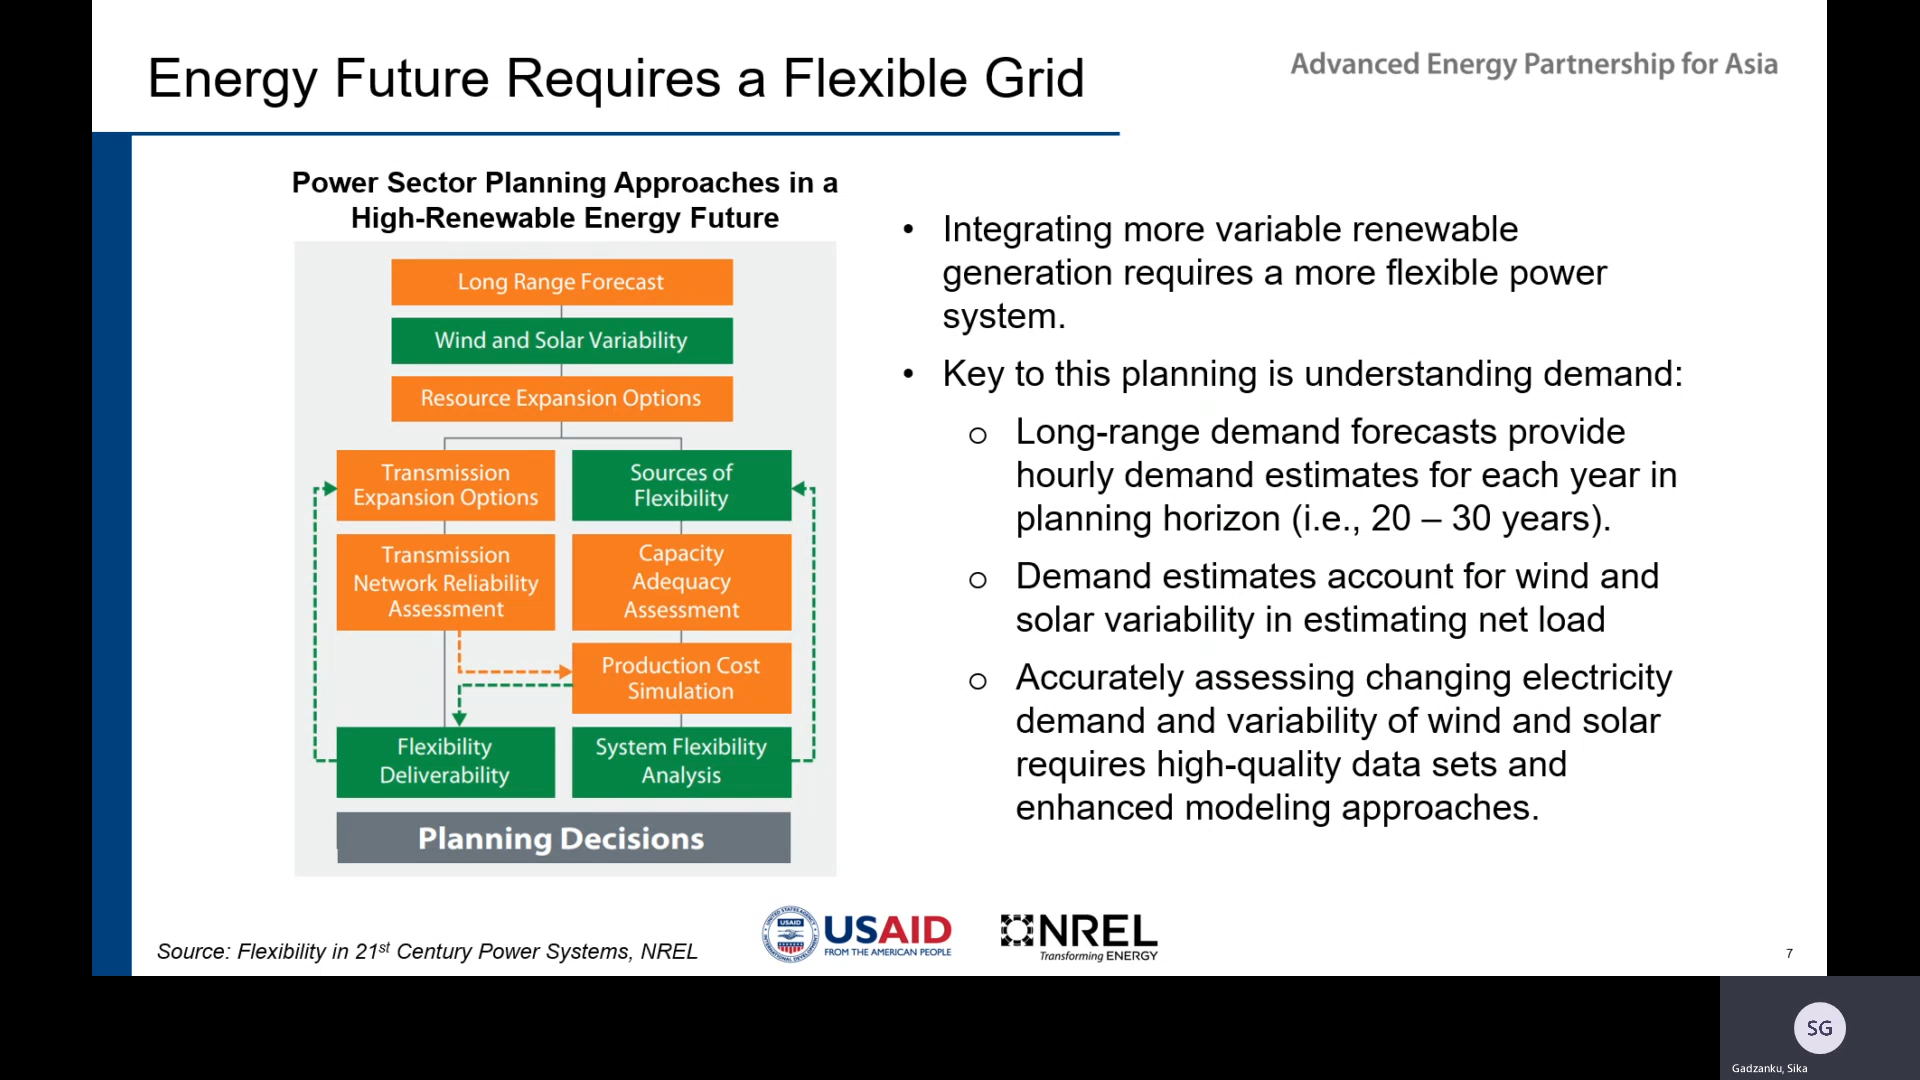 Energy Future Requires a Flexible Grid
Advanced Energy Partnership for Asia
Power Sector Planning Approaches in a
High-Renewable Energy Future
Long Range Forecast
Wind and Solar Variability
Resource Expansion Options
Transmission
Expansion Options
Sources of
Flexibility
Transmission
Network Reliability
Assessment
Capacity
Adequacy
Assessment
Production Cost
Simulation
Flexibility
Deliverability
System Flexibility
Analysis
Planning Decisions
• Integrating more variable renewable
generation requires a more flexible power
system.
• Key to this planning is understanding demand:
o Long-range demand forecasts provide
hourly demand estimates for each year in
planning horizon (i.e., 20 – 30 years).
o Demand estimates account for wind and
solar variability in estimating net load
o Accurately assessing changing electricity
demand and variability of wind and solar
requires high-quality data sets and
enhanced modeling approaches.
Source: Flexibility in 21st Century Power Systems, NREL
USAID
USAID
FROM THE AMERICAN PEOPLE
NREL
Transforming ENERGY
7
SG
Gadzanku, Sika